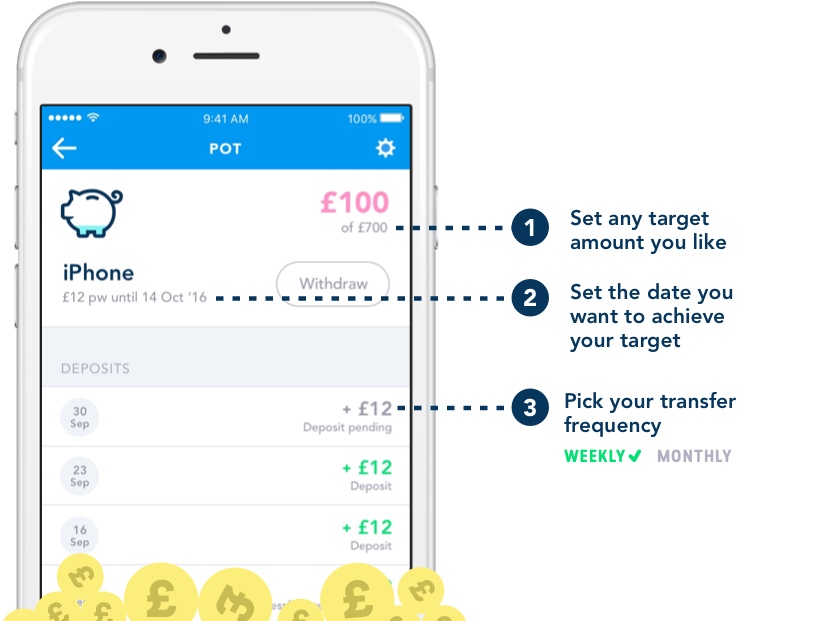 9:41 AM
100%
POT
£100
of £700
1
Set any target
amount you like
iPhone
£12 pw until 14 Oct ’16
Withdraw
2
Set the date you
want to achieve
your target
DEPOSITS
30
Sep
+ £12
Deposit pending
3
Pick your transfer
frequency
WEEKLY✓ MONTHLY
23
Sep
+ £12
Deposit
16
Sep
+ £12
Deposit
£
£
£
£
£
£
£